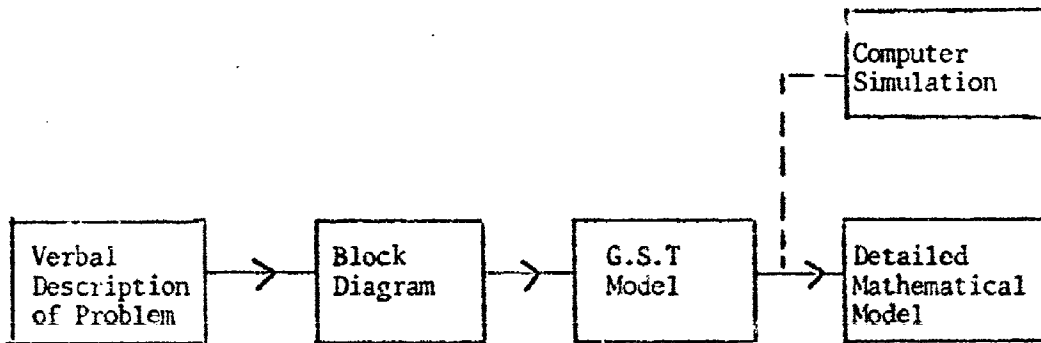 Computer
Simulation
Verbal
Description
of Problem
Block
Diagram
G.S.T
Model
Detailed
Mathematical
Model